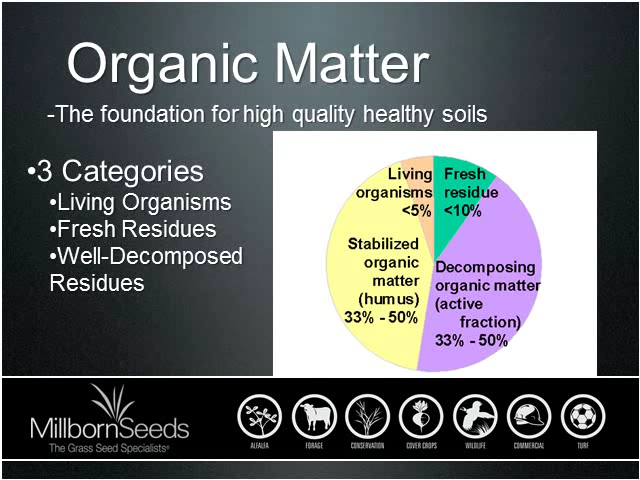 Organic Matter
-The foundation for high quality healthy soils
•3 Categories
•Living Organisms
•Fresh Residues
•Well-Decomposed
Residues
Living
organisms
<5%
Fresh
residue
<10%
Stabilized
organic
matter
(humus)
33% - 50%
Decomposing
organic matter
(active
fraction)
33% - 50%
MillbornSeeds
The Grass Seed Specialists®
ALFALFA
FORAGE
CONSERVATION
COVER CROPS
WILDLIFE
COMMERCIAL
TURF